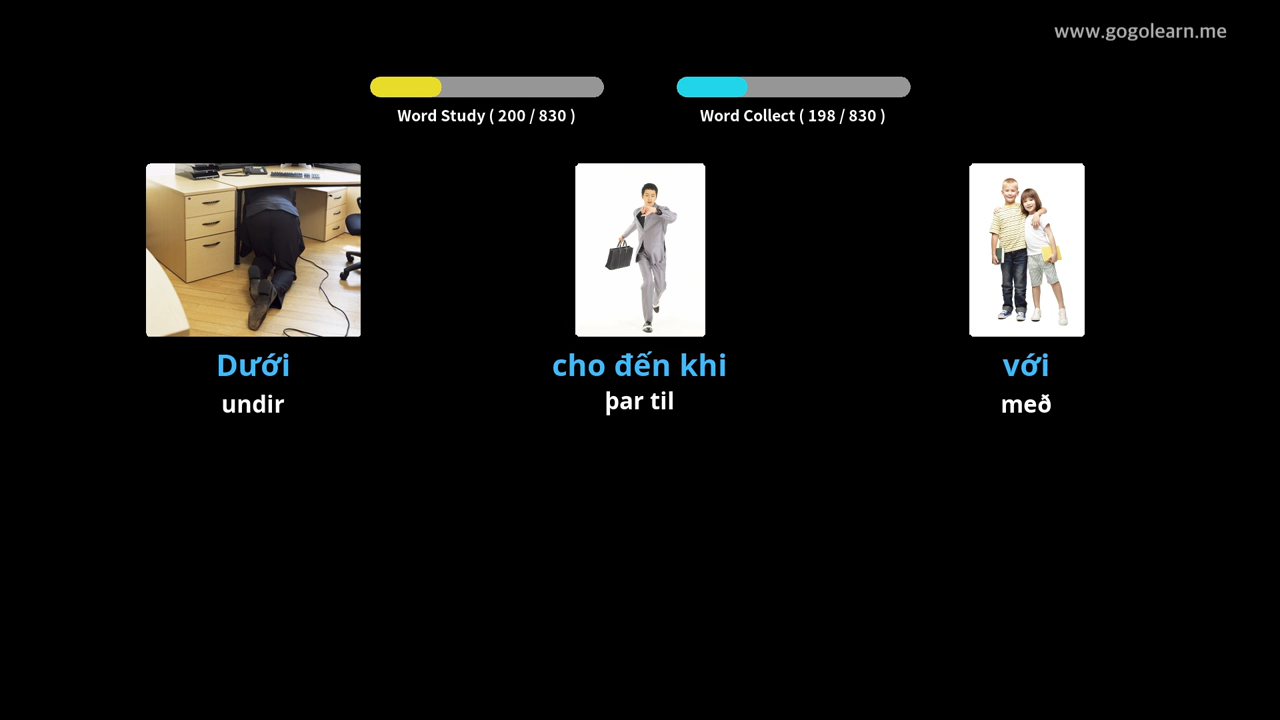 www.gogolearn.me
Word Study ( 200 / 830 )
Word Collect ( 198 / 830 )
Dưới
undir
cho đến khi
þar til
với
með